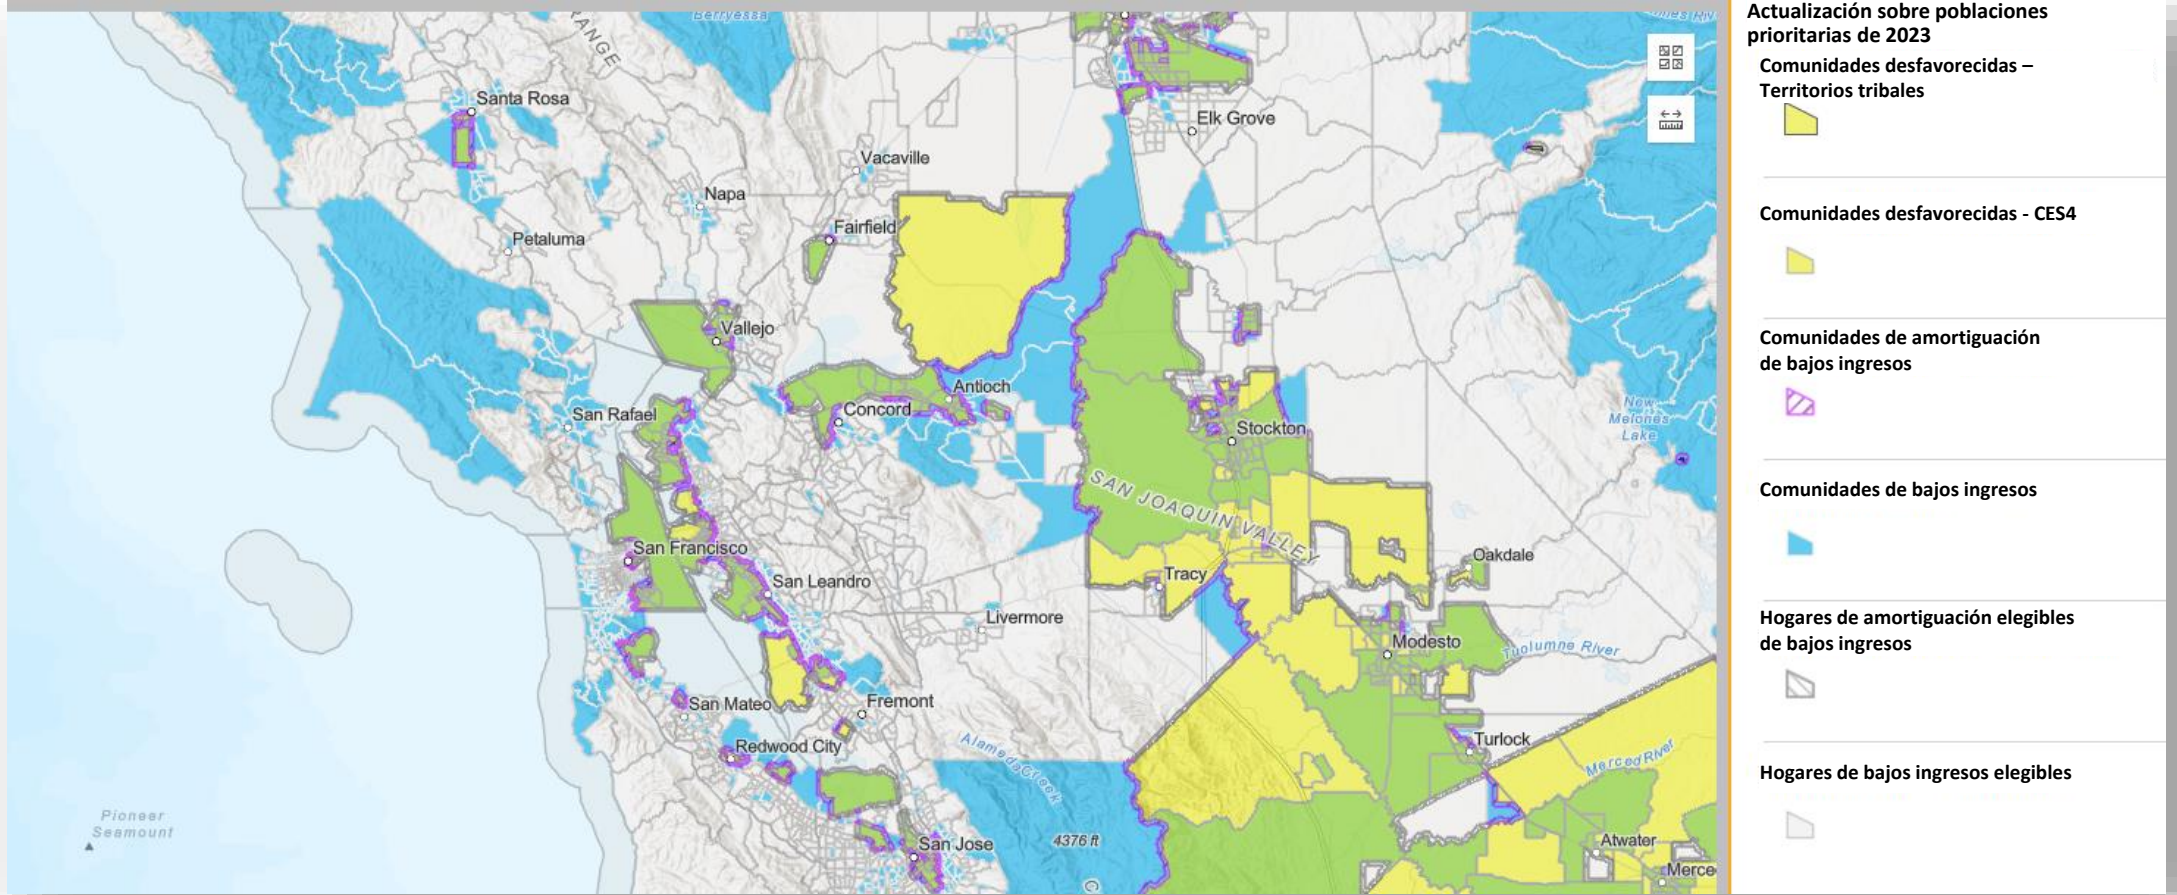 Berryessa
RANGE
Santa Rosa
Elk Grove
Vacaville
Napa
Fairfield
Petaluma
Vallejo
Antioch
San Rafael
Concord
New
Melones
Lake
Stockton
SAN JOAQUIN VALLEY
San Francisco
Oakdale
San Leandro
Tracy
Livermore
Modesto
Tuolumne River
San Mateo
Fremont
Redwood City
Turlock
Alameda Creek
Merced River
Pioneer
Seamount
San Jose
4376 ft
Atwater
Merce
Actualización sobre poblaciones
prioritarias de 2023
Comunidades desfavorecidas –
Territorios tribales
Comunidades desfavorecidas - CES4
Comunidades de amortiguación
de bajos ingresos
Comunidades de bajos ingresos
Hogares de amortiguación elegibles
de bajos ingresos
Hogares de bajos ingresos elegibles